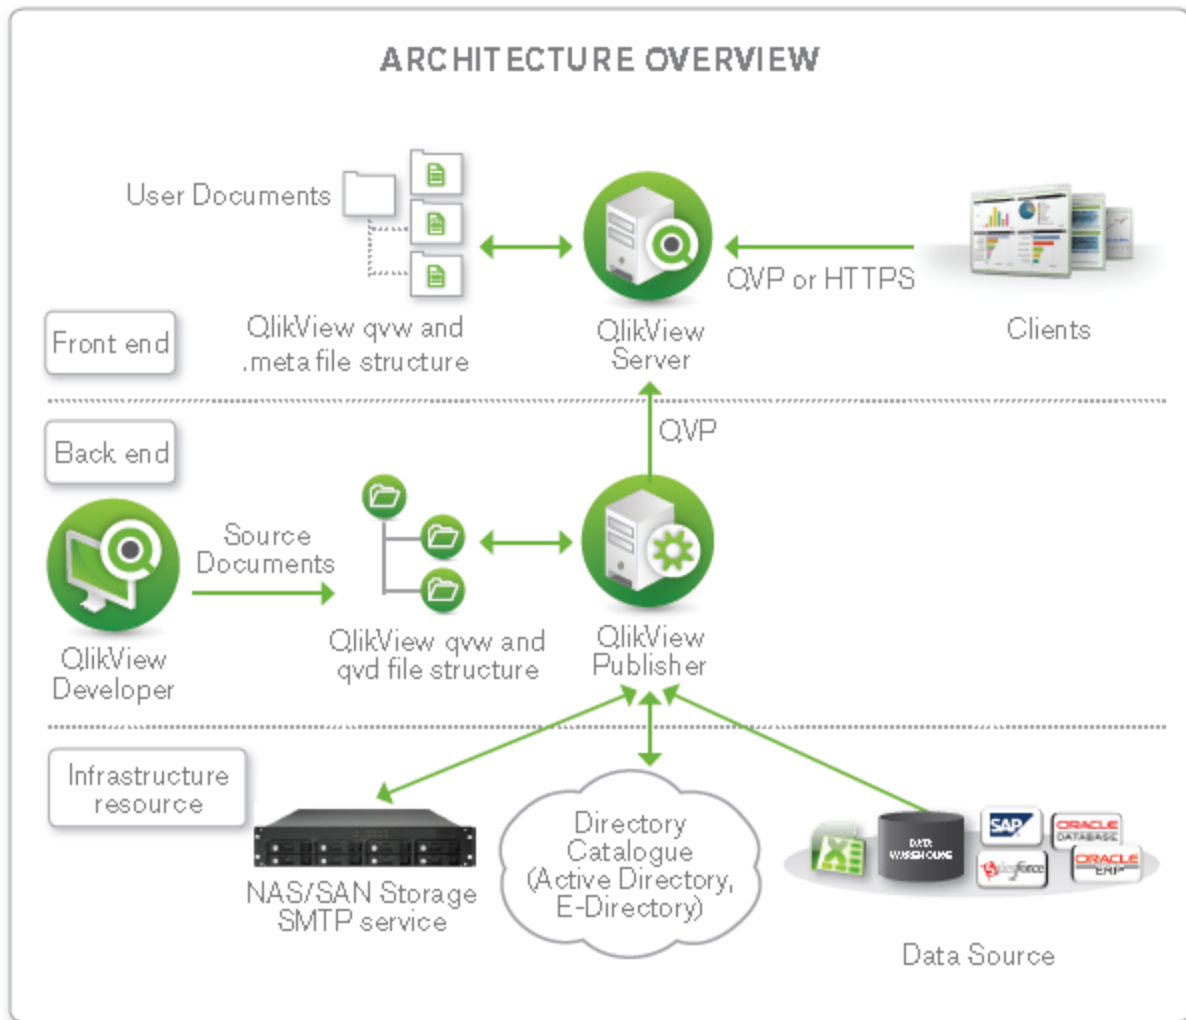 ARCHITECTURE OVERVIEW
User Documents
QlikView qvw and
.meta file structure
QlikView
Server
QVP or HTTPS
Clients
Front end
QVP
Back end
Source
Documents
QlikView
Developer
QlikView qvw and
qvd file structure
QlikView
Publisher
Infrastructure
resource
NAS/SAN Storage
SMTP service
Directory
Catalogue
(Active Directory,
E-Directory)
DATA
WAREHOUSE
SAP
ORACLE
DATABASE
salesforce
ORACLE
ERP
Data Source